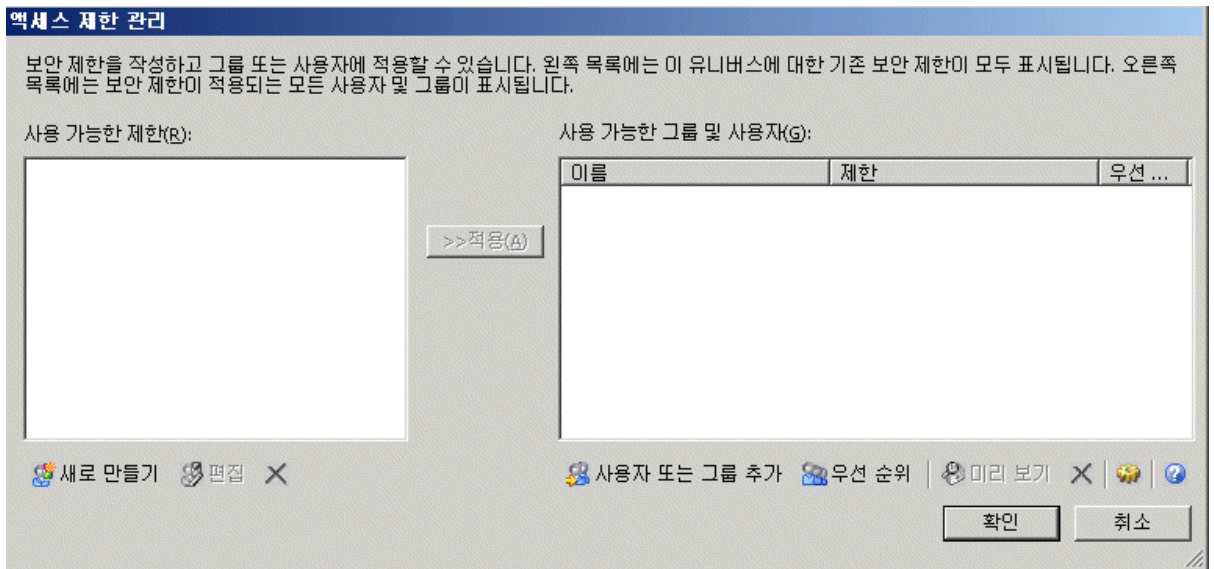 액세스 제한 관리
보안 제한을 작성하고 그룹 또는 사용자에 적용할 수 있습니다. 왼쪽 목록에는 이 유니버스에 대한 기존 보안 제한이 모두 표시됩니다. 오른쪽
목록에는 보안 제한이 적용되는 모든 사용자 및 그룹이 표시됩니다.
사용 가능한 제한(R):
사용 가능한 그룹 및 사용자(G):
이름 제한 우선 ...
>>적용(A)
새로 만들기 편집
사용자 또는 그룹 추가 우선 순위 미리 보기
확인 취소